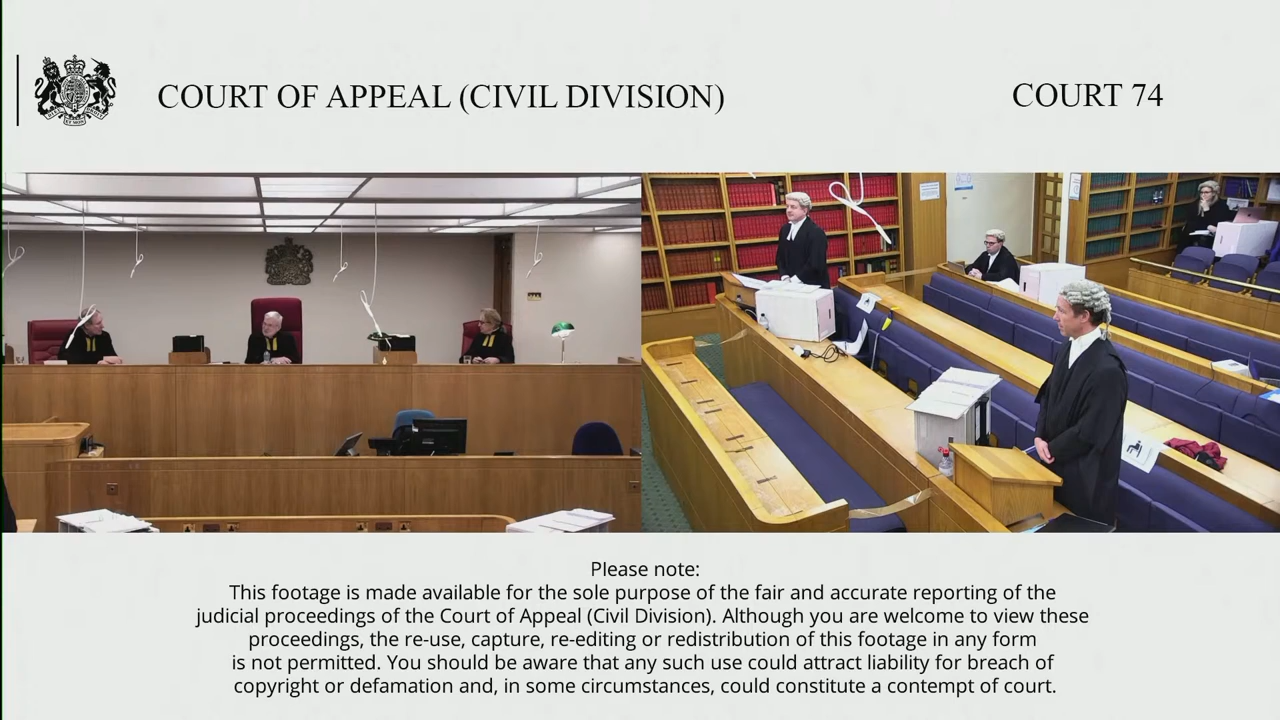 COURT OF APPEAL (CIVIL DIVISION)
COURT 74
Please note:
This footage is made available for the sole purpose of the fair and accurate reporting of the
judicial proceedings of the Court of Appeal (Civil Division). Although you are welcome to view these
proceedings, the re-use, capture, re-editing or redistribution of this footage in any form
is not permitted. You should be aware that any such use could attract liability for breach of
copyright or defamation and, in some circumstances, could constitute a contempt of court.